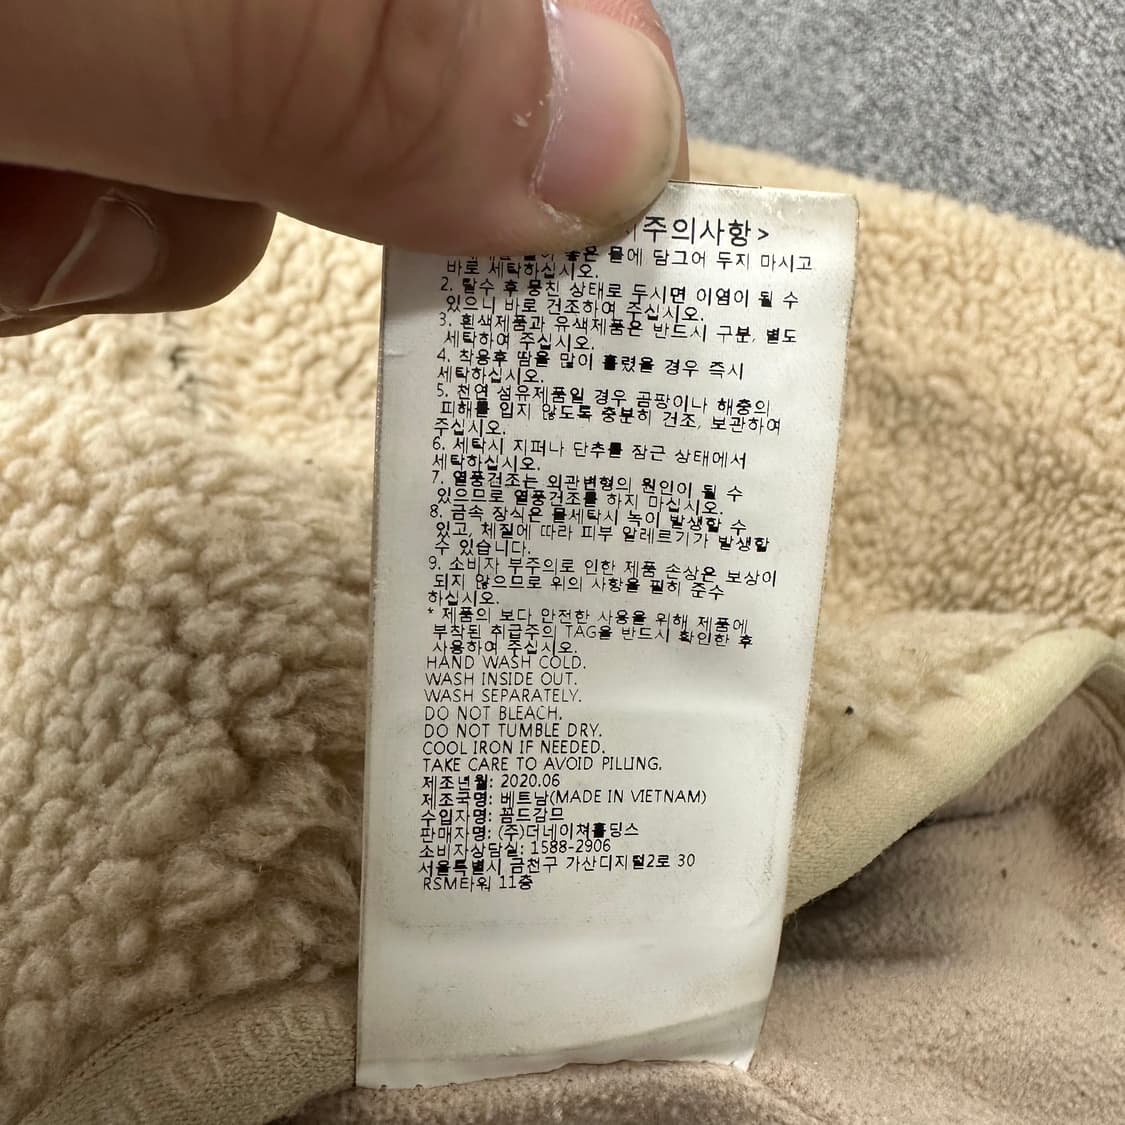 주의사항>
물에 담그어 두지 마시고
바로 세탁하십시오.
2. 탈수 후 뭉친 상태로 두시면 이염이 될 수
있으니 바로 건조하여 주십시오.
3. 흰색제품과 유색제품은 반드시 구분, 별도
세탁하여 주십시오.
4. 착용후 땀을 많이 흘렸을 경우 즉시
세탁하십시오.
5. 천연 섬유제품일 경우 곰팡이나 해충의
피해를 입지 않도록 충분히 건조, 보관하여
주십시오.
6. 세탁시 지퍼나 단추를 잠근 상태에서
세탁하십시오.
7. 열풍건조는 외관변형의 원인이 될 수
있으므로 열풍건조를 하지 마십시오.
8. 금속 장식은 물세탁시 녹이 발생할 수
있고, 체질에 따라 피부 알레르기가 발생할
수 있습니다.
9. 소비자 부주의로 인한 제품 손상은 보상이
되지 않으므로 위의 사항을 필히 준수
하십시오.
* 제품의 보다 안전한 사용을 위해 제품에
부착된 취급주의 TAG을 반드시 확인한 후
사용하여 주십시오.
HAND WASH COLD.
WASH INSIDE OUT.
WASH SEPARATELY.
DO NOT BLEACH.
DO NOT TUMBLE DRY.
COOL IRON IF NEEDED.
TAKE CARE TO AVOID PILLING.
제조년월: 2020.06
제조국명: 베트남(MADE IN VIETNAM)
수입자명: 꼼드감므
판매자명: (주)더네이쳐홀딩스
소비자상담실: 1588-2906
서울특별시 금천구 가산디지털2로 30
RSM타워 11층